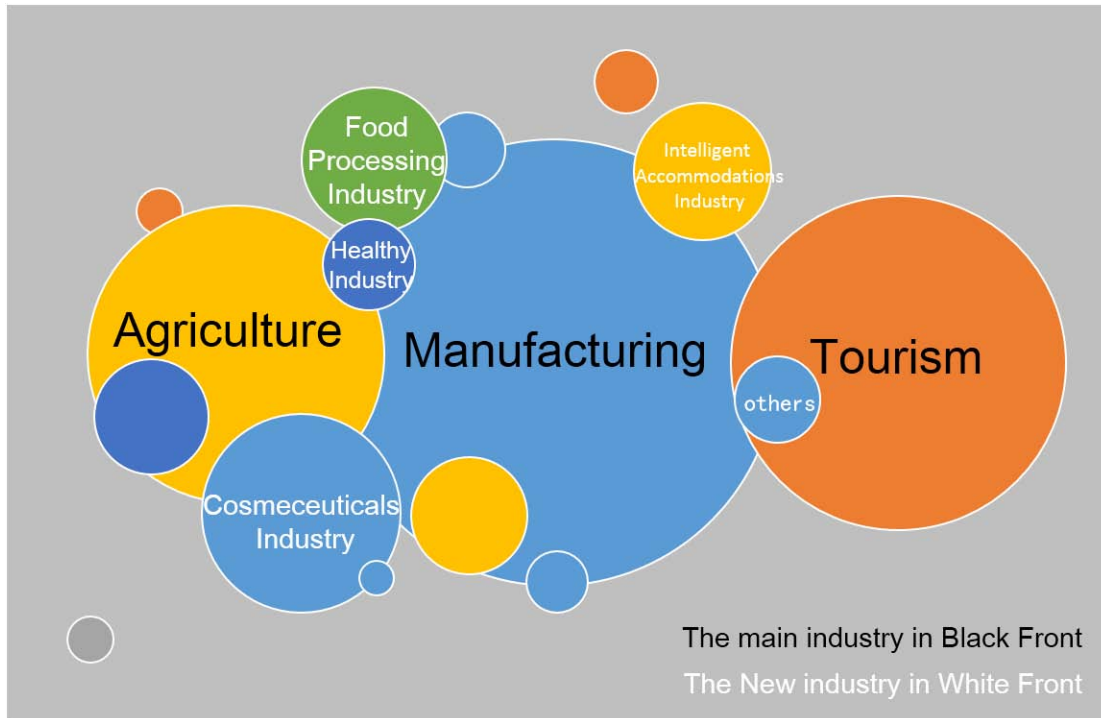 Food
Processing
Industry
Intelligent
Accommodations
Industry
Healthy
Industry
Agriculture
Manufacturing
Tourism
others
Cosmeceuticals
Industry
The main industry in Black Front
The New industry in White Front